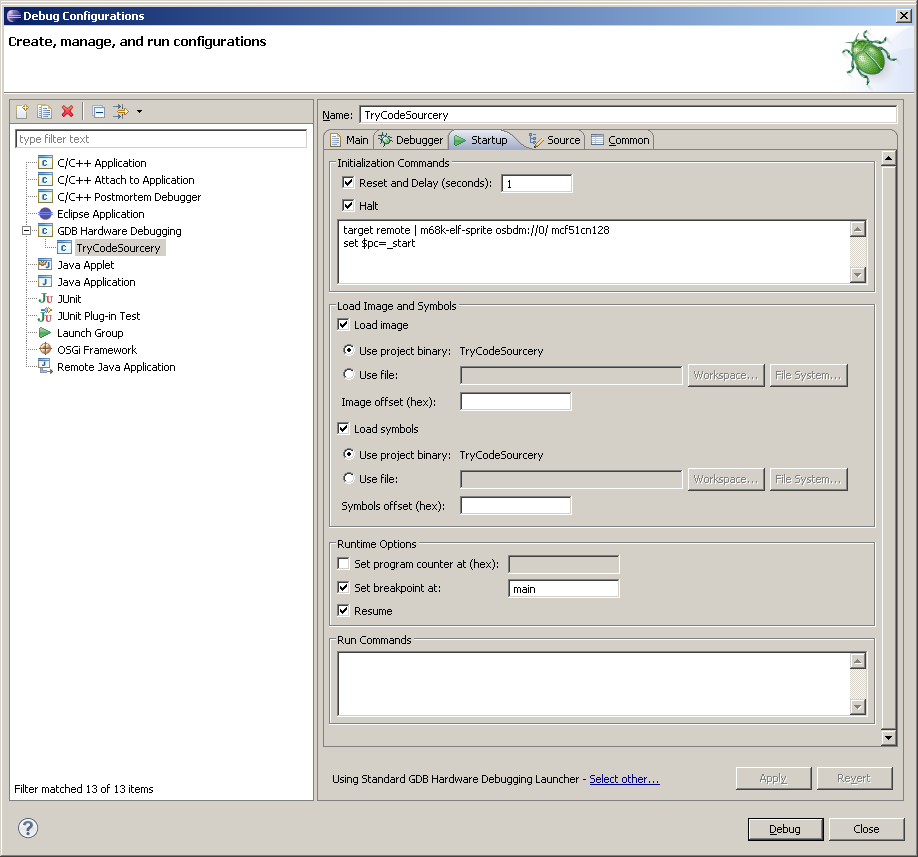 Debug Configurations
Create, manage, and run configurations
type filter text
C/C++ Application
C/C++ Attach to Application
C/C++ Postmortem Debugger
Eclipse Application
GDB Hardware Debugging
TryCodeSourcery
Java Applet
Java Application
JUnit
JUnit Plug-in Test
Launch Group
OSGi Framework
Remote Java Application
Filter matched 13 of 13 items
Name: TryCodeSourcery
Main Debugger Startup Source Common
Initialization Commands
Reset and Delay (seconds): 1
Halt
target remote | m68k-elf-sprite osbdm://0/ mcf51cn128
set $pc=_start
Load Image and Symbols
Load image
Use project binary: TryCodeSourcery
Use file: Workspace... File System...
Image offset (hex):
Load symbols
Use project binary: TryCodeSourcery
Use file: Workspace... File System...
Symbols offset (hex):
Runtime Options
Set program counter at (hex):
Set breakpoint at: main
Resume
Run Commands
Using Standard GDB Hardware Debugging Launcher - Select other...
Apply Revert
Debug Close